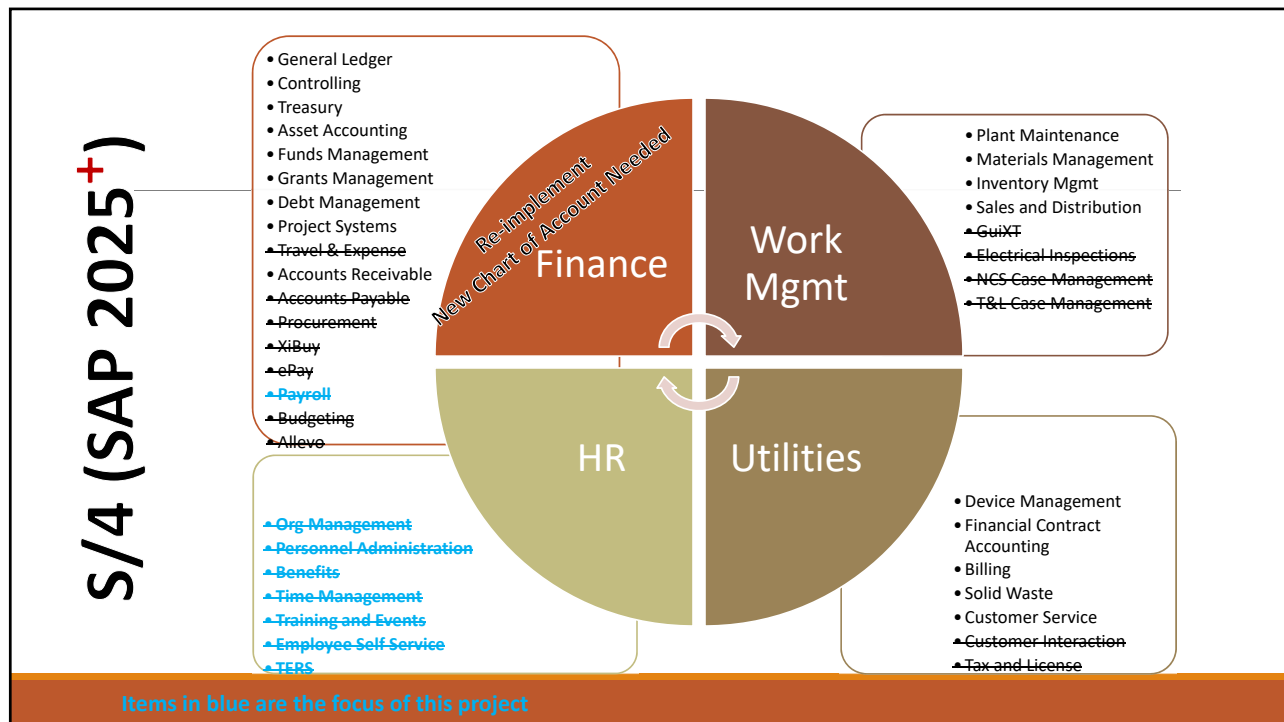 S/4 (SAP 2025+)
• General Ledger
• Controlling
• Treasury
• Asset Accounting
• Funds Management
• Grants Management
• Debt Management
• Project Systems
• Travel & Expense
• Accounts Receivable
• Accounts Payable
• Procurement
• XiBuy
• ePay
• Payroll
• Budgeting
• Allevo
Re-implement
New Chart of Account Needed
Finance
Work
Mgmt
• Plant Maintenance
• Materials Management
• Inventory Mgmt
• Sales and Distribution
• GuiXT
• Electrical Inspections
• NCS Case Management
• T&L Case Management
HR
• Org Management
• Personnel Administration
• Benefits
• Time Management
• Training and Events
• Employee Self Service
• TERS
Utilities
• Device Management
• Financial Contract
Accounting
• Billing
• Solid Waste
• Customer Service
• Customer Interaction
• Tax and License
Items in blue are the focus of this project